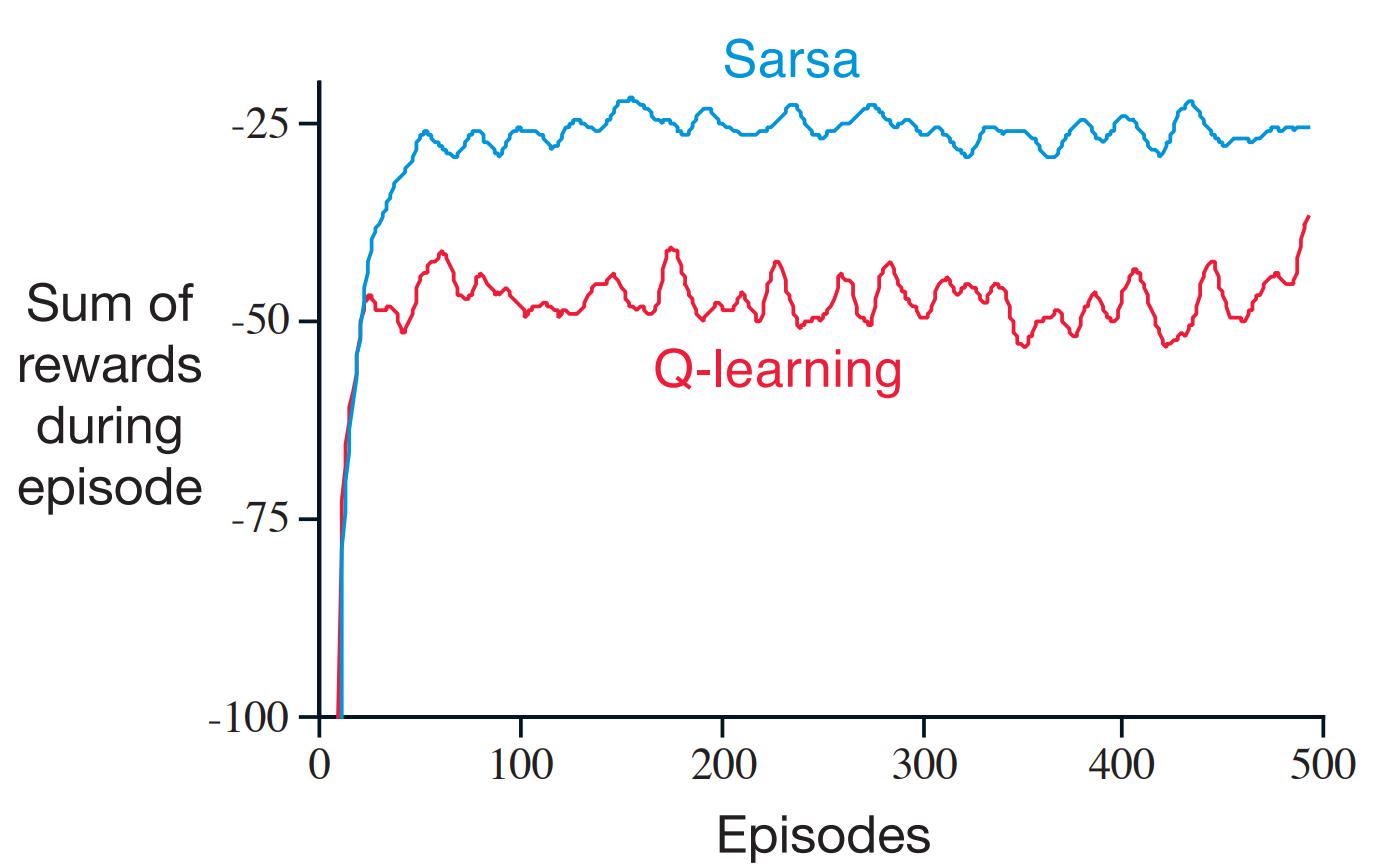 Sarsa
-25
Sum of
rewards
during
episode
-50
Q-learning
-75
-100
0 100 200 300 400 500
Episodes